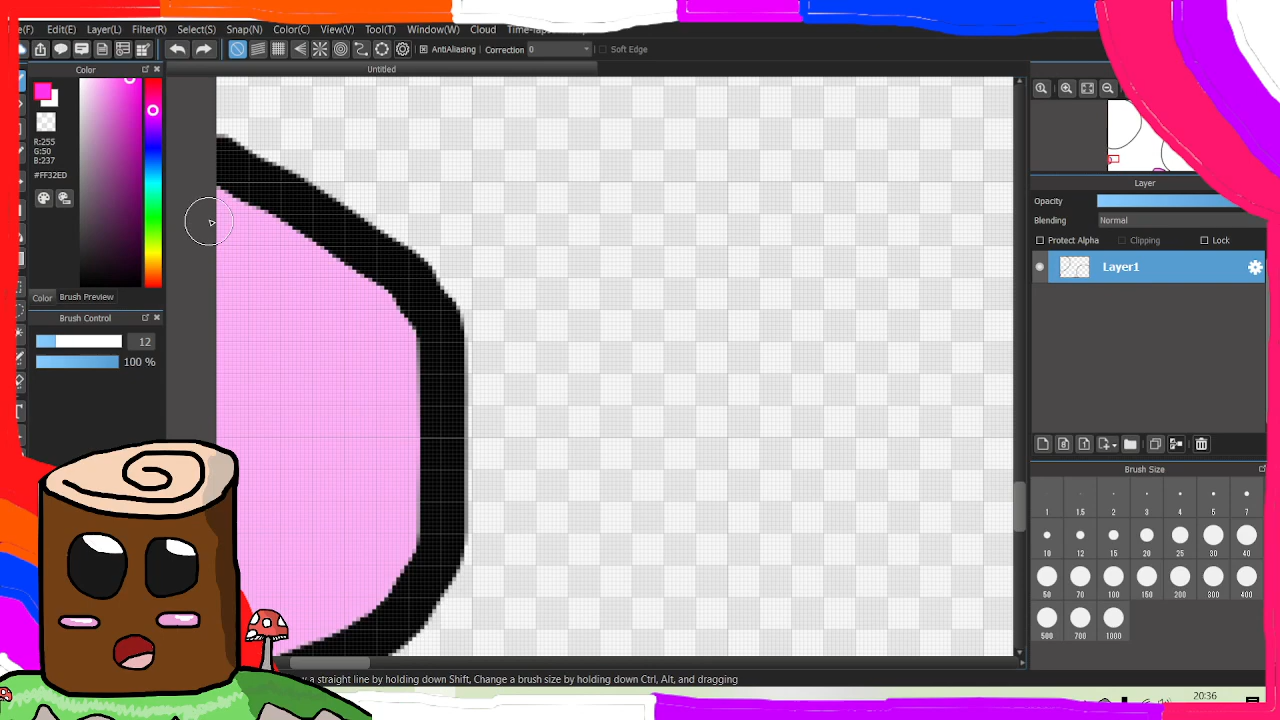 le(F) Edit(E) Layer(L) Filter(R) Select(S) Snap(N) Color(C) View(V) Tool(T) Window(W) Cloud Time-lap
AntiAliasing Correction 0 Soft Edge
Color
Untitled
R:255
G:50
B:237
#FF32ED
Color Brush Preview
Brush Control
12
100 %
Layer
Opacity
Blending Normal
Protect Alpha Clipping Lock
Layer1
Brush Size
1 1.5 2 3 4 5 7
10 12 15 20 25 30 40
50 70 100 150 200 300 400
500 700 1000
a straight line by holding down Shift, Change a brush size by holding down Ctrl, Alt, and dragging
20:36